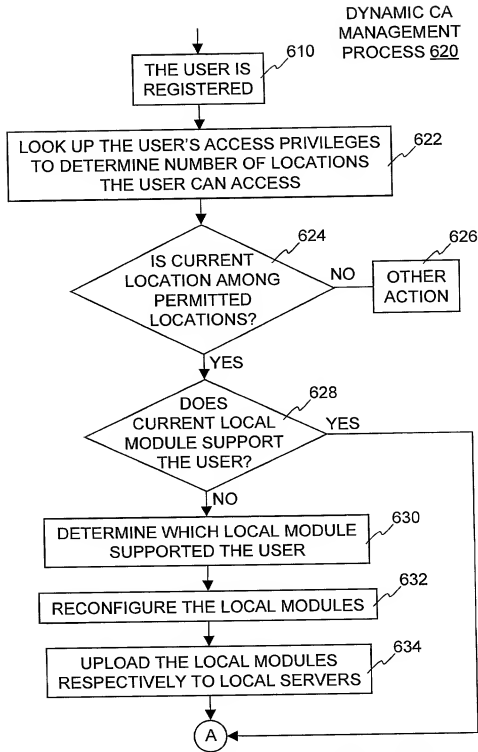 DYNAMIC CA
MANAGEMENT
PROCESS 620
610
THE USER IS
REGISTERED
LOOK UP THE USER'S ACCESS PRIVILEGES
TO DETERMINE NUMBER OF LOCATIONS
THE USER CAN ACCESS
622
624
IS CURRENT
LOCATION AMONG
PERMITTED
LOCATIONS?
NO
626
OTHER
ACTION
YES
628
DOES
CURRENT LOCAL
MODULE SUPPORT
THE USER?
YES
NO
630
DETERMINE WHICH LOCAL MODULE
SUPPORTED THE USER
632
RECONFIGURE THE LOCAL MODULES
634
UPLOAD THE LOCAL MODULES
RESPECTIVELY TO LOCAL SERVERS
A